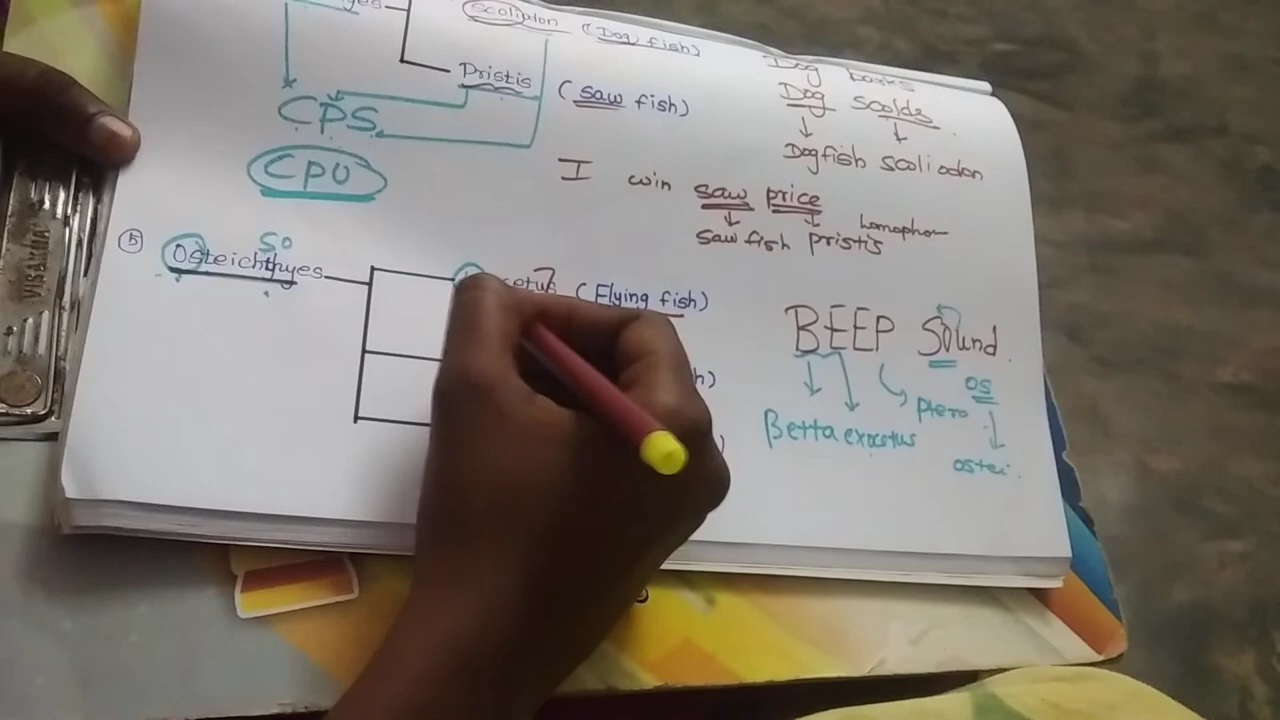 Scoliodon (Dog fish)
Pristis (saw fish)
CPS
CPU
Dog barks
Dog scolds
Dogfish scoliodon
I win saw price
homophon
saw fish pristis
5 Osteichthyes
so
(Flying fish)
h)
)
BEEP Sound.
os
Betta exocetus
ptero
ostei.
VISAKHA